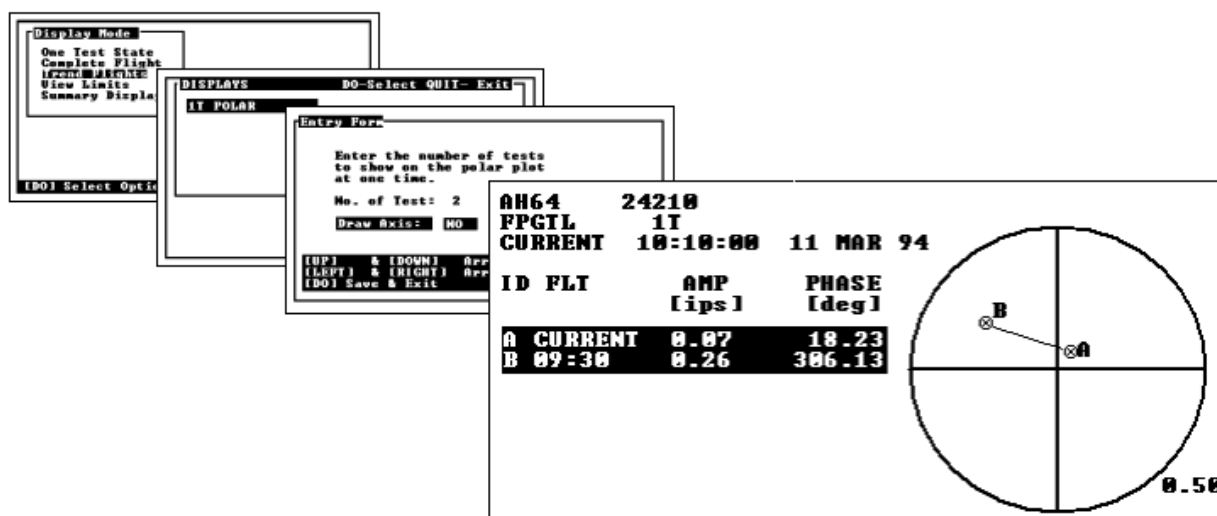 Display Mode
One Test State
Complete Flight
Trend Flights
View Limits
Summary Displa
[DO] Select Optio
DISPLAYS DO-Select QUIT- Exit
1T POLAR
Entry Form
Enter the number of tests
to show on the polar plot
at one time.
No. of Test: 2
Draw Axis: NO
[UP] & [DOWN] Arr
[LEFT] & [RIGHT] Arr
[DO] Save & Exit
AH64 24210
FPGTL 1T
CURRENT 10:10:00 11 MAR 94
ID FLT AMP PHASE
[ips] [deg]
A CURRENT 0.07 18.23
B 09:30 0.26 306.13
B
A
0.50